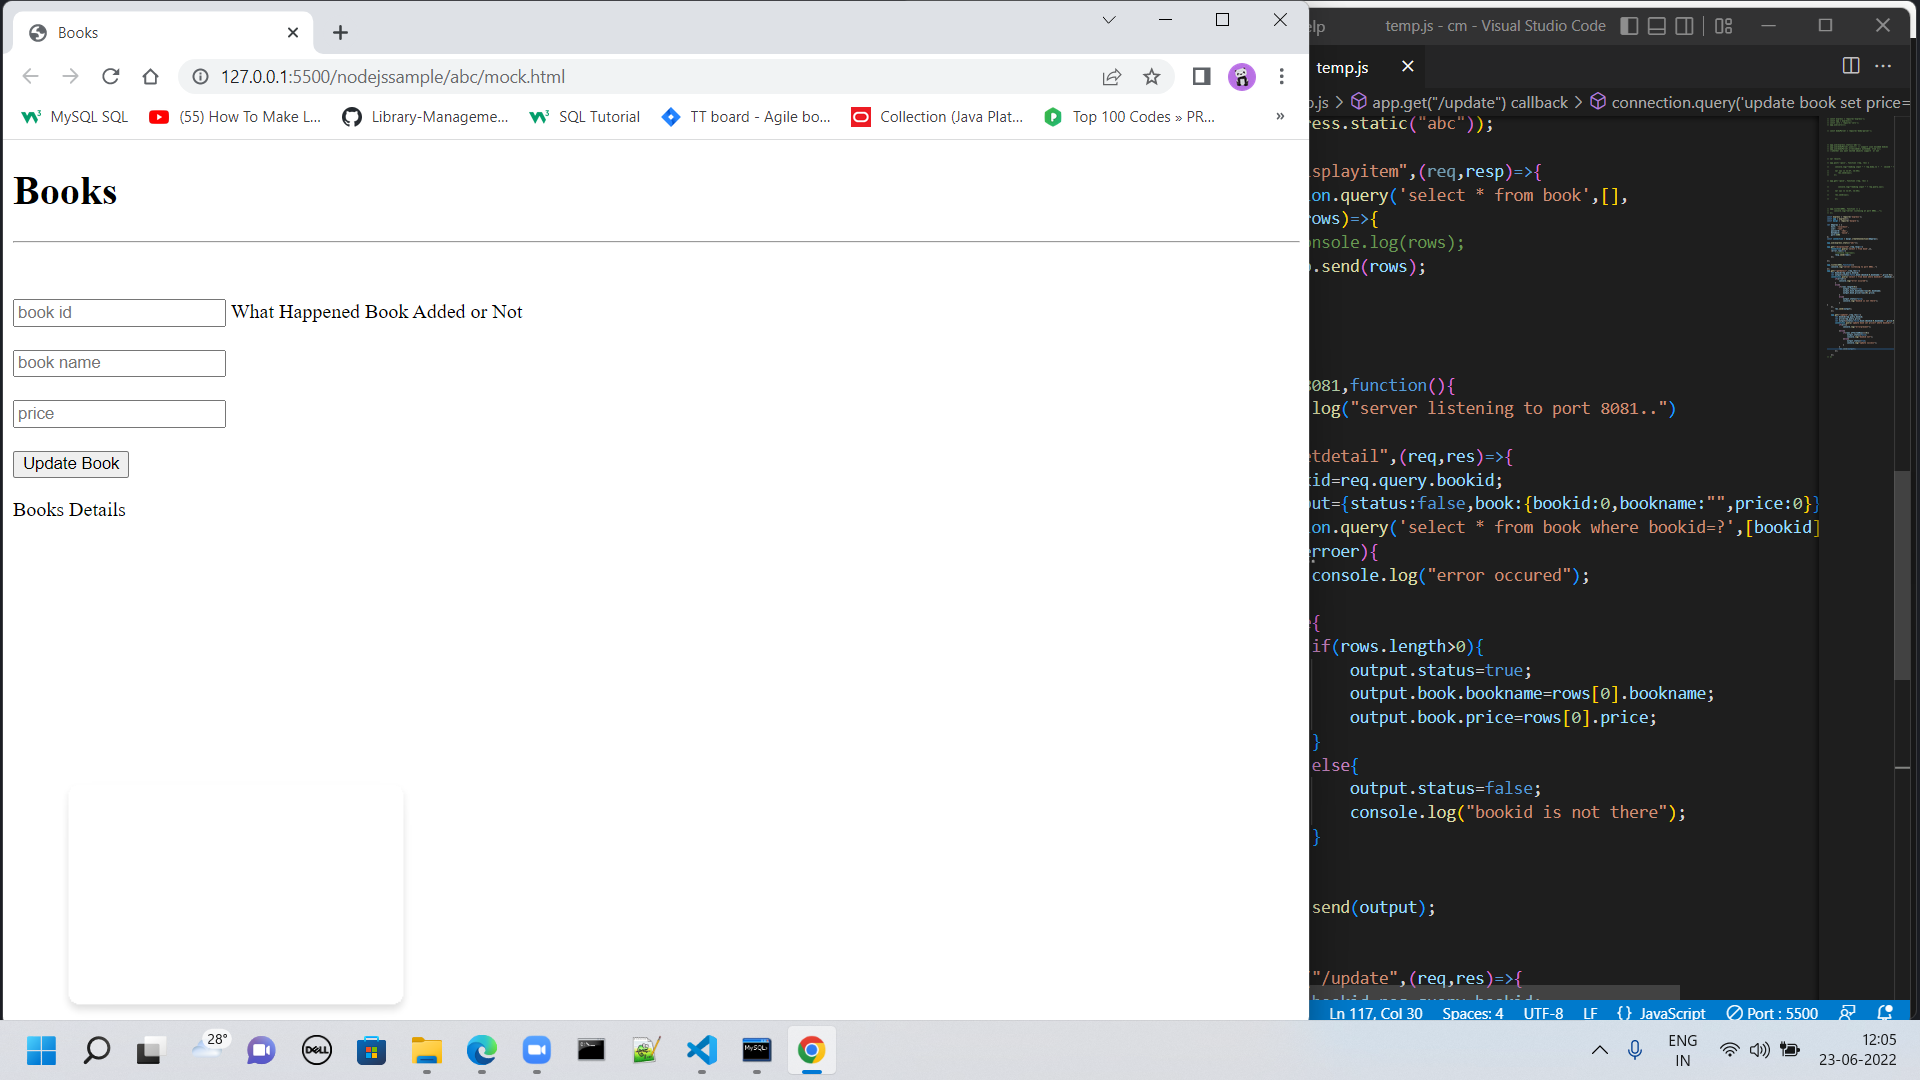 Books
127.0.0.1:5500/nodejssample/abc/mock.html
MySQL SQL
(55) How To Make L...
Library-Manageme...
SQL Tutorial
TT board - Agile bo...
Collection (Java Plat...
Top 100 Codes » PR...
»
Books
book id
What Happened Book Added or Not
book name
price
Update Book
Books Details
elp
temp.js - cm - Visual Studio Code
temp.js
.js > app.get("/update") callback > connection.query('update book set price=
ress.static("abc"));
splayitem",(req,resp)=>{
on.query('select * from book',[],
ows)=>{
nsole.log(rows);
.send(rows);
8081,function(){
log("server listening to port 8081..")
tdetail",(req,res)=>{
kid=req.query.bookid;
ut={status:false,book:{bookid:0,bookname:"",price:0}}
on.query('select * from book where bookid=?',[bookid]
erroer){
console.log("error occured");
{
if(rows.length>0){
output.status=true;
output.book.bookname=rows[0].bookname;
output.book.price=rows[0].price;
}
else{
output.status=false;
console.log("bookid is not there");
}
send(output);
"/update",(req,res)=>{
Ln 117, Col 30
Spaces: 4
UTF-8
LF
{} JavaScript
Port : 5500
28°
DELL
MySQL
ENG
IN
12:05
23-06-2022